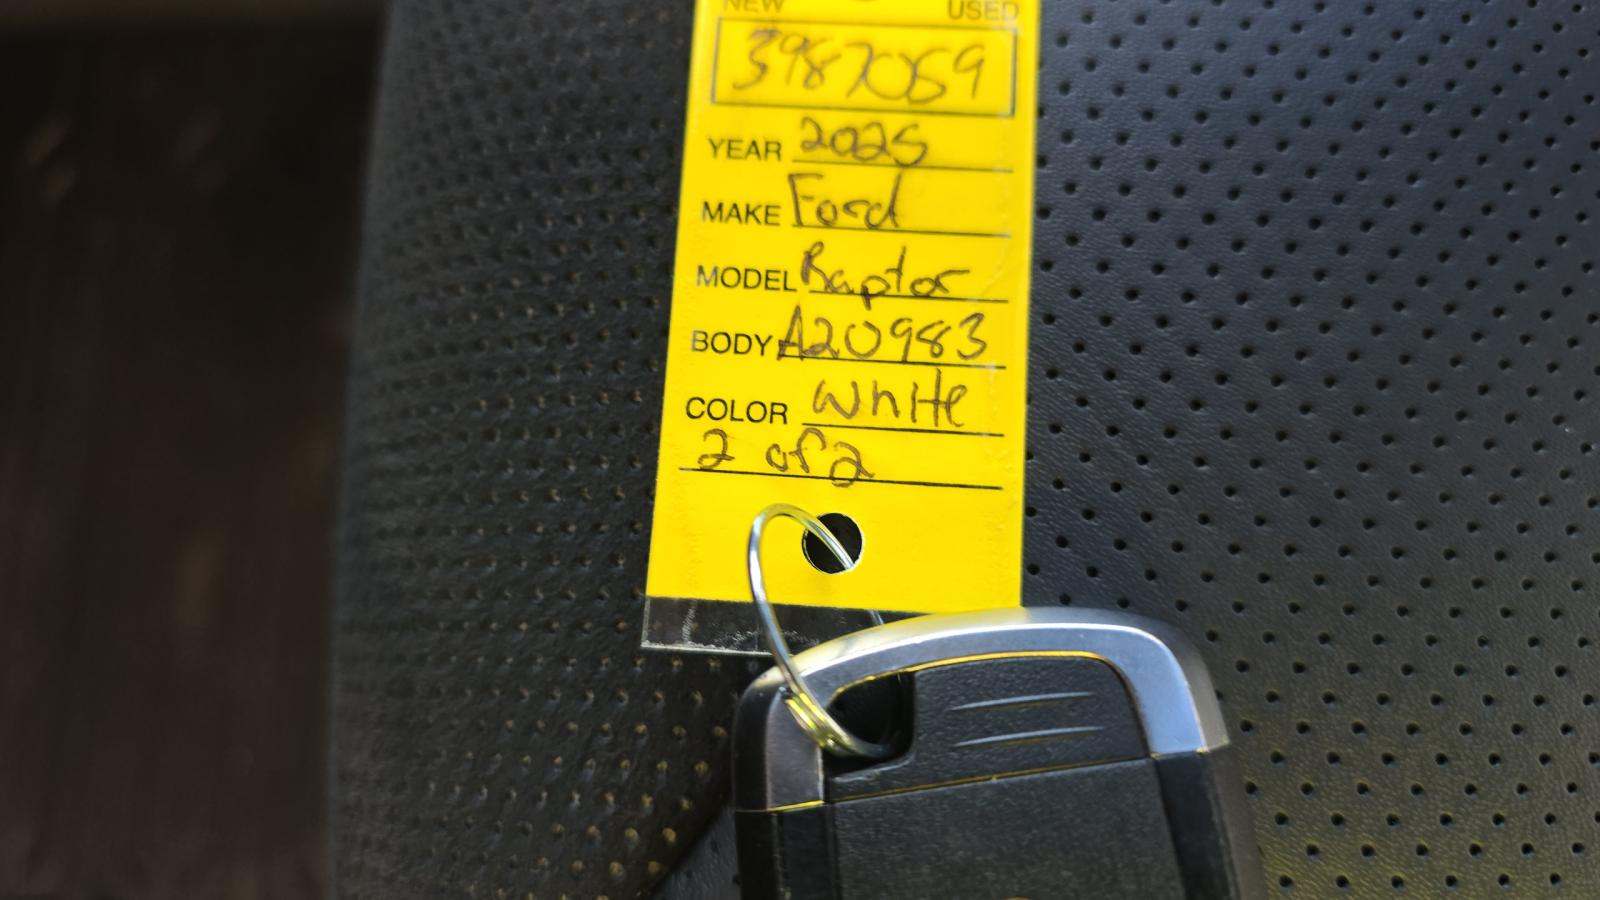 NEW USED
3987059
YEAR 2025
MAKE Ford
MODEL Raptor
BODY A20983
COLOR White
2 of 2